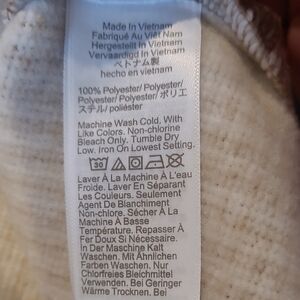 Made In Vietnam
Fabriqué Au Viêt Nam
Hergestellt In Vietnam
Vervaardigd In Vietnam
ベトナム製
hecho en vietnam
100% Polyester/ Polyester/
Polyester/ Polyester/ ポリエ
ステル/ poliéster
Machine Wash Cold, With
Like Colors. Non-chlorine
Bleach Only. Tumble Dry
Low. Iron On Lowest Setting.
30
Laver À La Machine À L'eau
Froide. Laver En Séparant
Les Couleurs. Seulement
Agent De Blanchiment
Non-chlore. Sécher À La
Machine À Basse
Température. Repasser À
Fer Doux Si Nécessaire.
In Der Maschine Kalt
Waschen. Mit Ähnlichen
Farben Waschen. Nur
Chlorfreies Bleichmittel
Verwenden. Bei Geringer
Wärme Trocknen. Bei